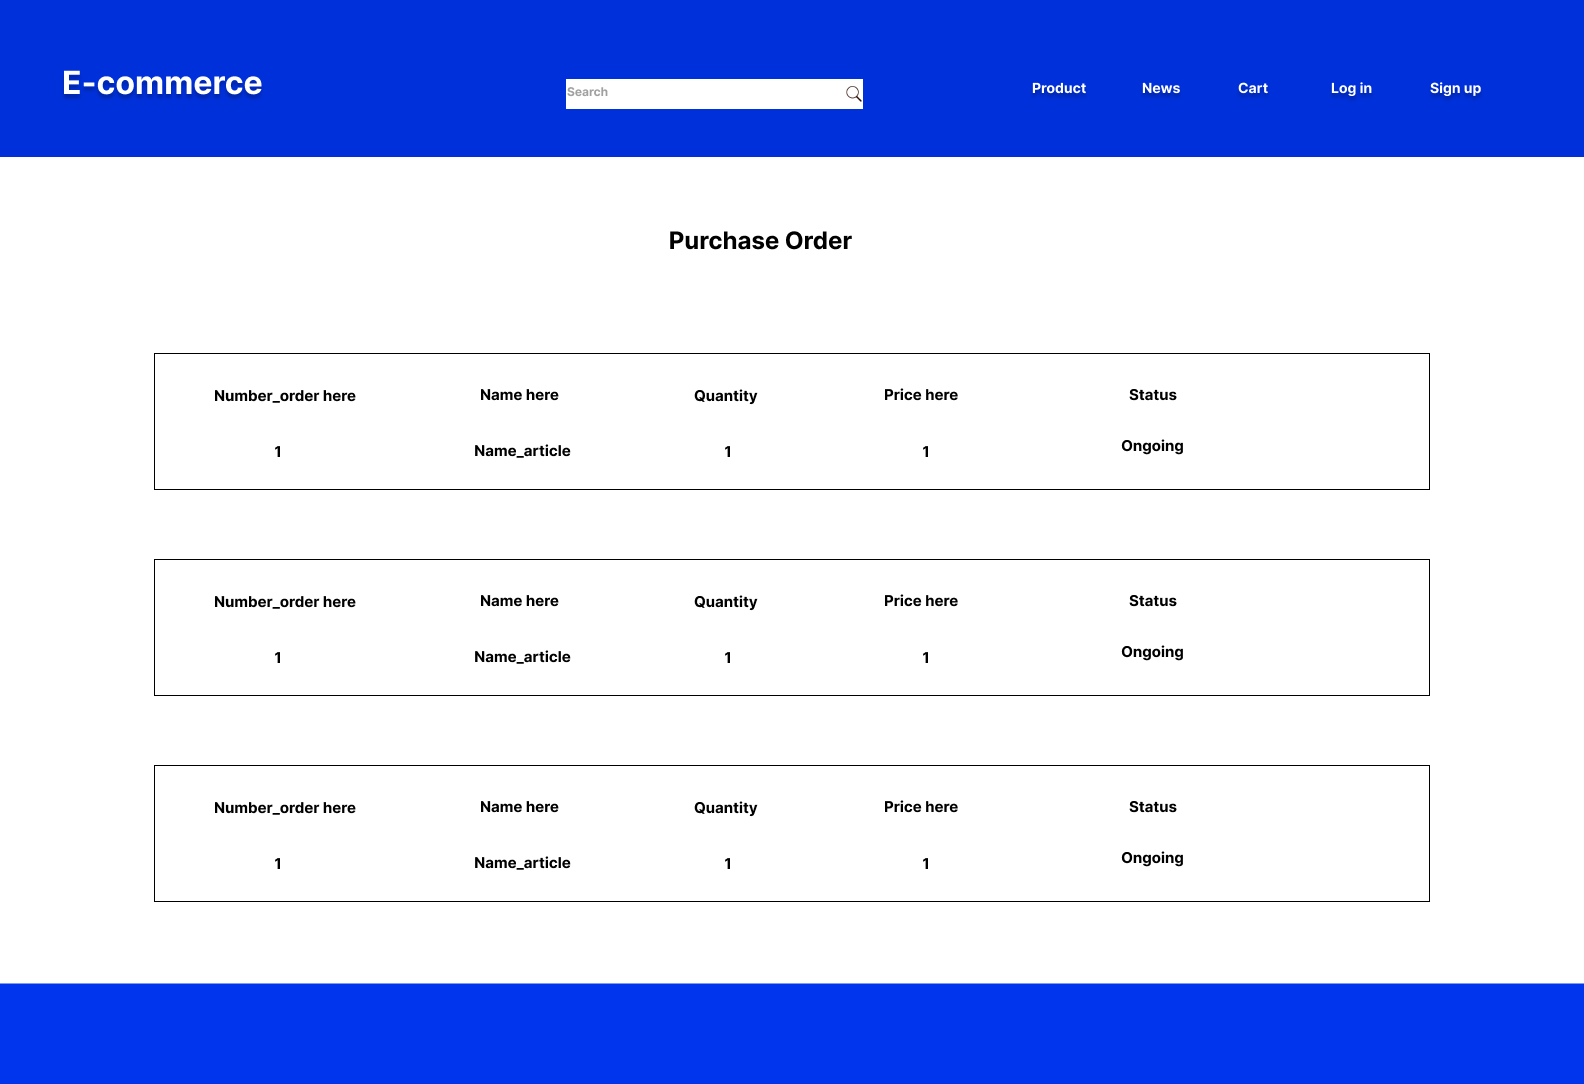 E-commerce
Search
Product News Cart Log in Sign up
Purchase Order
Number_order here Name here Quantity Price here Status
1 Name_article 1 1 Ongoing
Number_order here Name here Quantity Price here Status
1 Name_article 1 1 Ongoing
Number_order here Name here Quantity Price here Status
1 Name_article 1 1 Ongoing